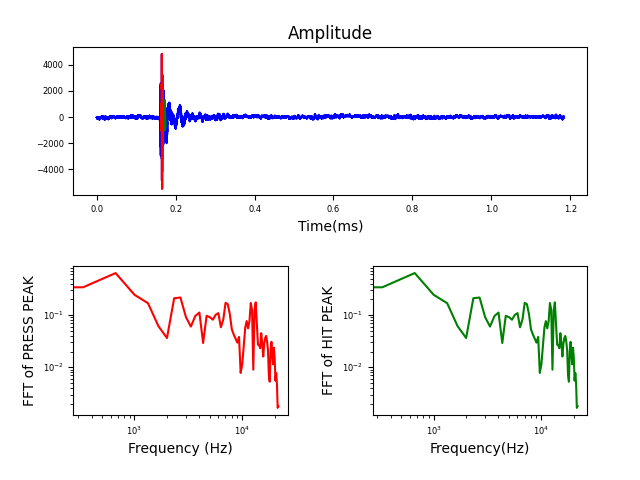 Amplitude
4000
2000
0
−2000
−4000
0.0 0.2 0.4 0.6 0.8 1.0 1.2
Time(ms)
FFT of PRESS PEAK
10⁻¹
10⁻²
10³ 10⁴
Frequency (Hz)
FFT of HIT PEAK
10⁻¹
10⁻²
10³ 10⁴
Frequency(Hz)